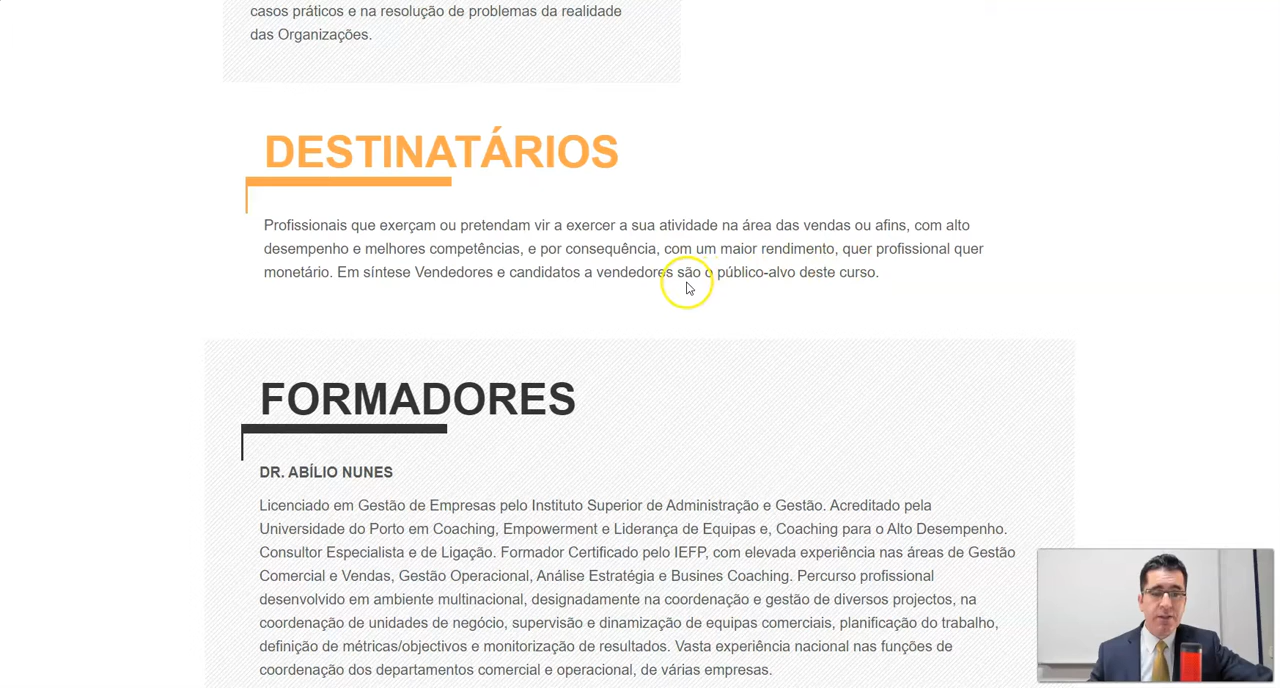 casos práticos e na resolução de problemas da realidade
das Organizações.
DESTINATÁRIOS
Profissionais que exerçam ou pretendam vir a exercer a sua atividade na área das vendas ou afins, com alto
desempenho e melhores competências, e por consequência, com um maior rendimento, quer profissional quer
monetário. Em síntese Vendedores e candidatos a vendedores são o público-alvo deste curso.
FORMADORES
DR. ABÍLIO NUNES
Licenciado em Gestão de Empresas pelo Instituto Superior de Administração e Gestão. Acreditado pela
Universidade do Porto em Coaching, Empowerment e Liderança de Equipas e, Coaching para o Alto Desempenho.
Consultor Especialista e de Ligação. Formador Certificado pelo IEFP, com elevada experiência nas áreas de Gestão
Comercial e Vendas, Gestão Operacional, Análise Estratégia e Busines Coaching. Percurso profissional
desenvolvido em ambiente multinacional, designadamente na coordenação e gestão de diversos projectos, na
coordenação de unidades de negócio, supervisão e dinamização de equipas comerciais, planificação do trabalho,
definição de métricas/objectivos e monitorização de resultados. Vasta experiência nacional nas funções de
coordenação dos departamentos comercial e operacional, de várias empresas.